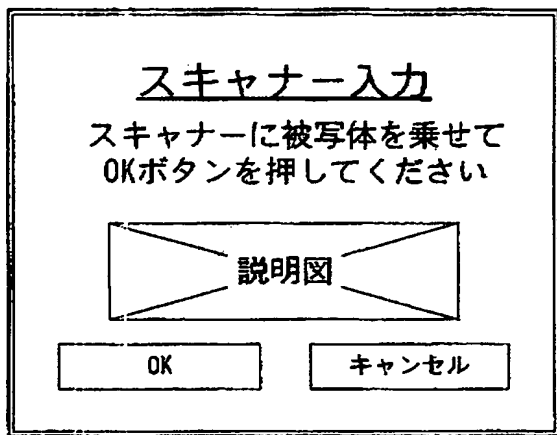 スキャナー入力
スキャナーに被写体を乗せて
OKボタンを押してください
説明図
OK
キャンセル